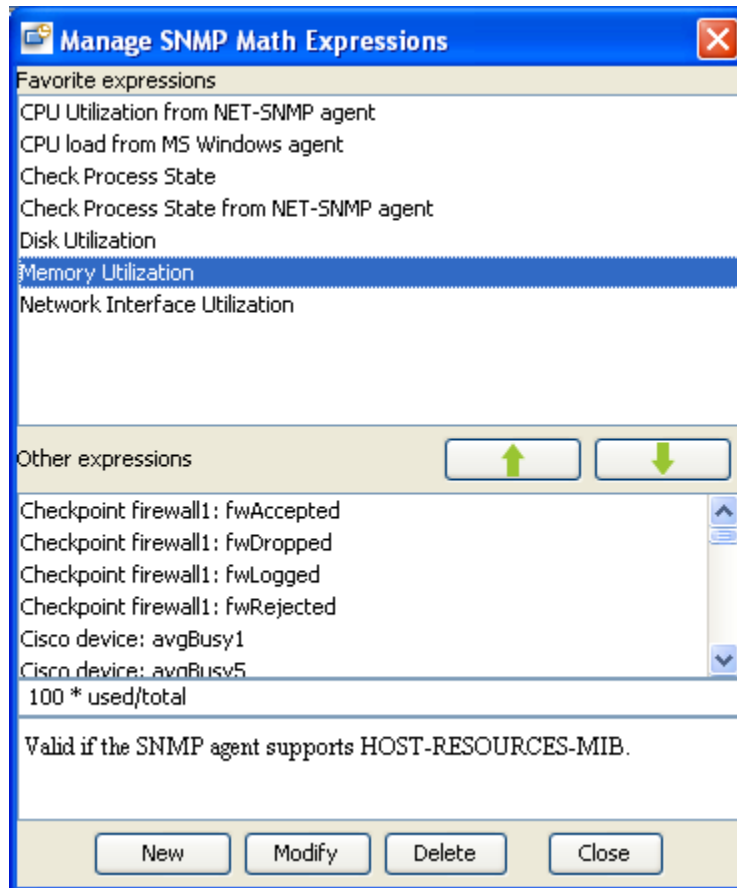 Manage SNMP Math Expressions
Favorite expressions
CPU Utilization from NET-SNMP agent
CPU load from MS Windows agent
Check Process State
Check Process State from NET-SNMP agent
Disk Utilization
Memory Utilization
Network Interface Utilization
Other expressions
Checkpoint firewall1: fwAccepted
Checkpoint firewall1: fwDropped
Checkpoint firewall1: fwLogged
Checkpoint firewall1: fwRejected
Cisco device: avgBusy1
Cisco device: avgBusy5
100 * used/total
Valid if the SNMP agent supports HOST-RESOURCES-MIB.
New Modify Delete Close